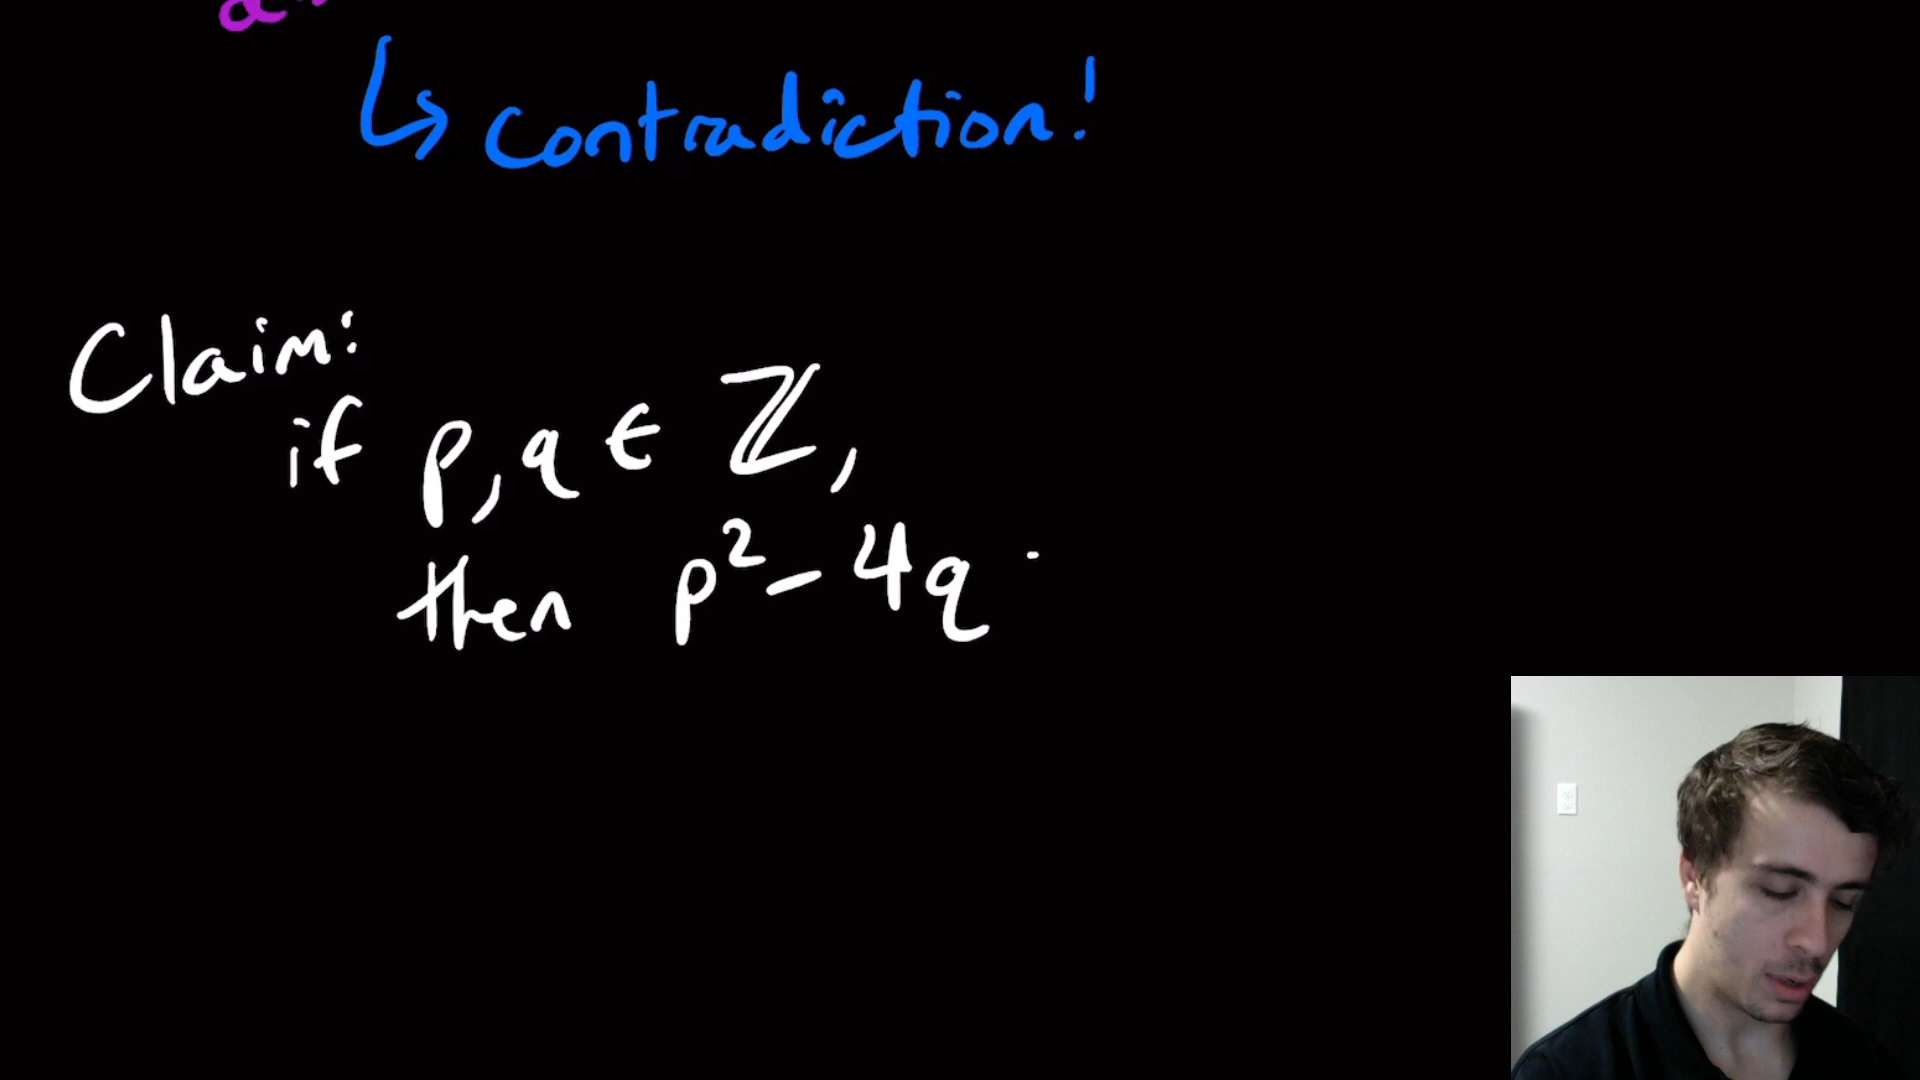 ↳ contradiction!
Claim:
if p, q ∈ ℤ,
then p² - 4q